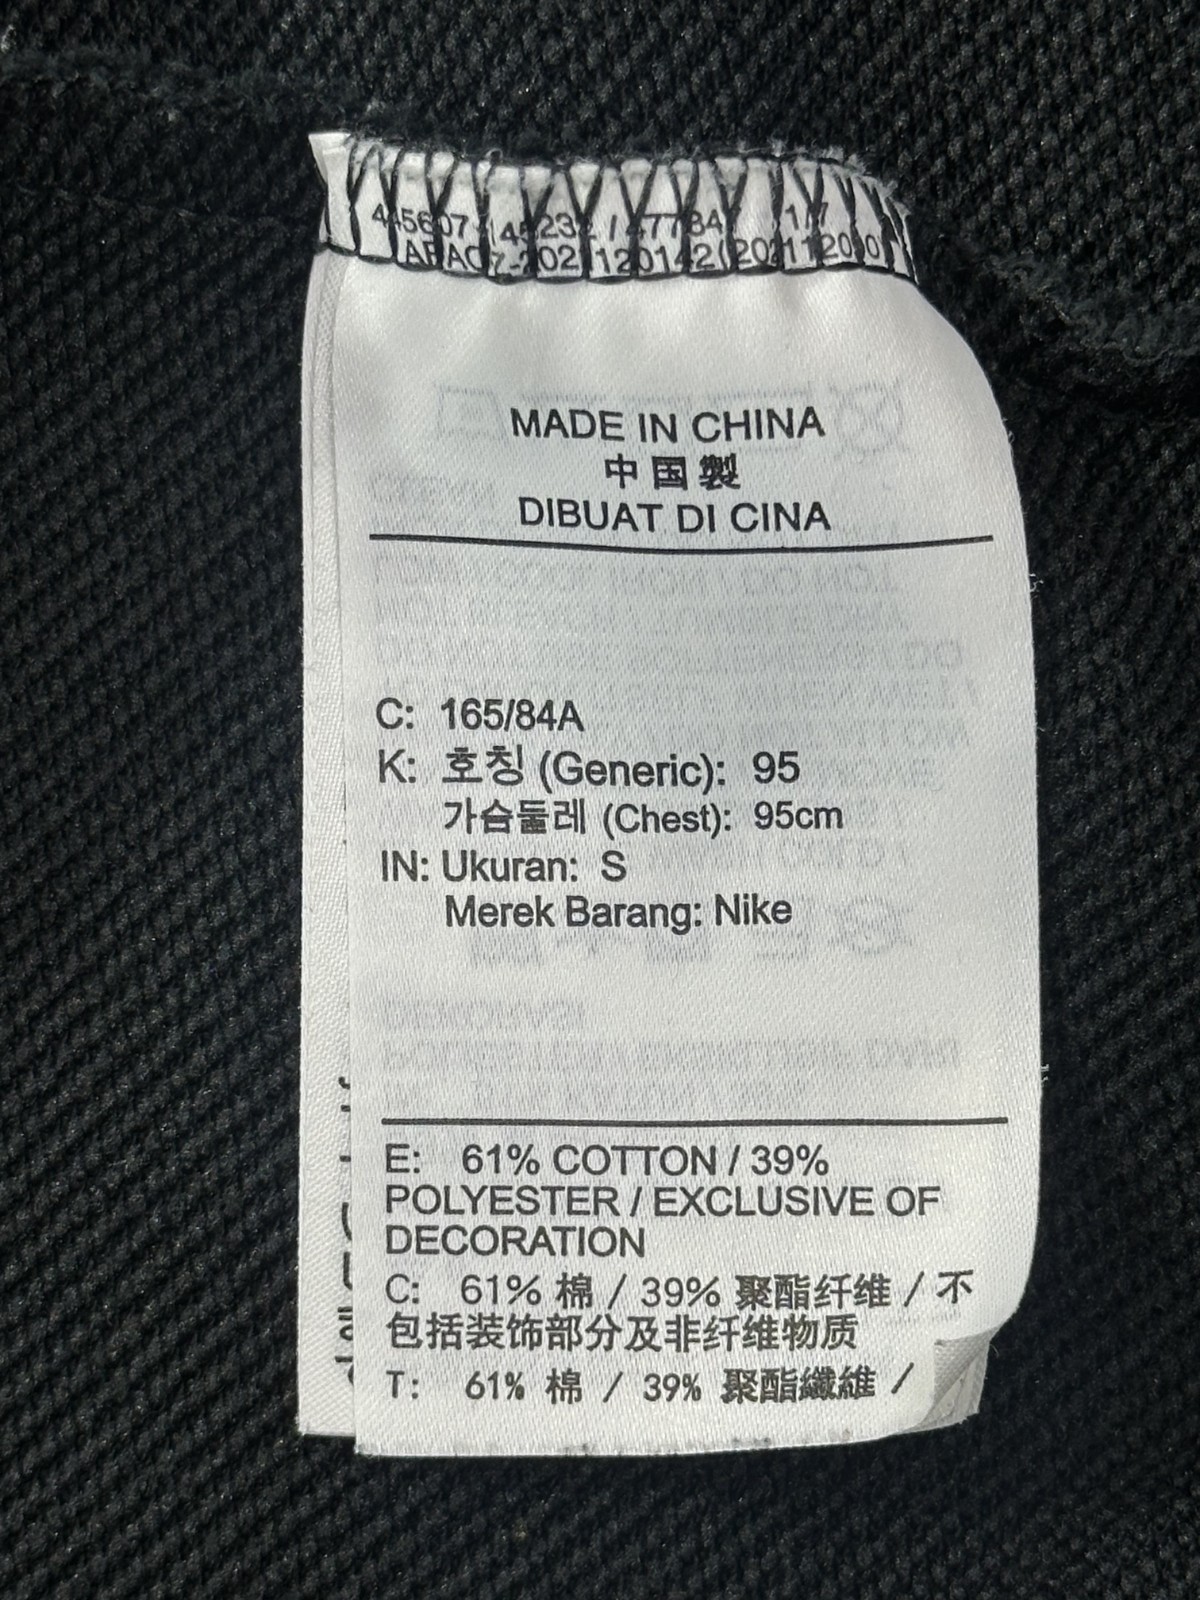 MADE IN CHINA
中国製
DIBUAT DI CINA
C: 165/84A
K: 호칭 (Generic): 95
가슴둘레 (Chest): 95cm
IN: Ukuran: S
Merek Barang: Nike
E: 61% COTTON / 39%
POLYESTER / EXCLUSIVE OF
DECORATION
C: 61% 棉 / 39% 聚酯纤维 / 不
包括装饰部分及非纤维物质
T: 61% 棉 / 39% 聚酯纖維 /